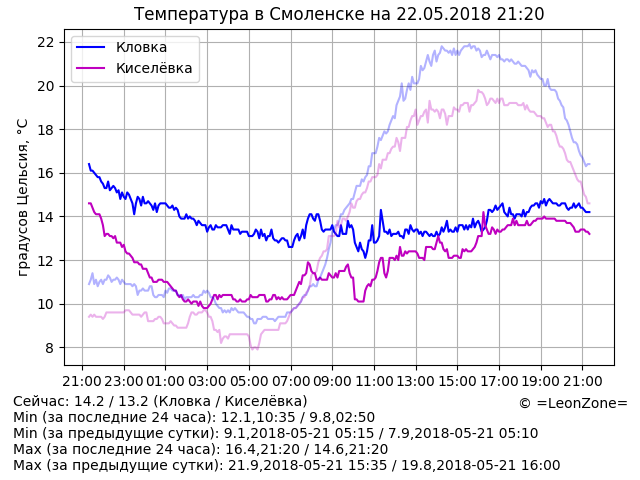 Температура в Смоленске на 22.05.2018 21:20
Кловка
Киселёвка
градусов Цельсия, °C
22
20
18
16
14
12
10
8
21:00 23:00 01:00 03:00 05:00 07:00 09:00 11:00 13:00 15:00 17:00 19:00 21:00
Сейчас: 14.2 / 13.2 (Кловка / Киселёвка)
© =LeonZone=
Min (за последние 24 часа): 12.1,10:35 / 9.8,02:50
Min (за предыдущие сутки): 9.1,2018-05-21 05:15 / 7.9,2018-05-21 05:10
Max (за последние 24 часа): 16.4,21:20 / 14.6,21:20
Max (за предыдущие сутки): 21.9,2018-05-21 15:35 / 19.8,2018-05-21 16:00